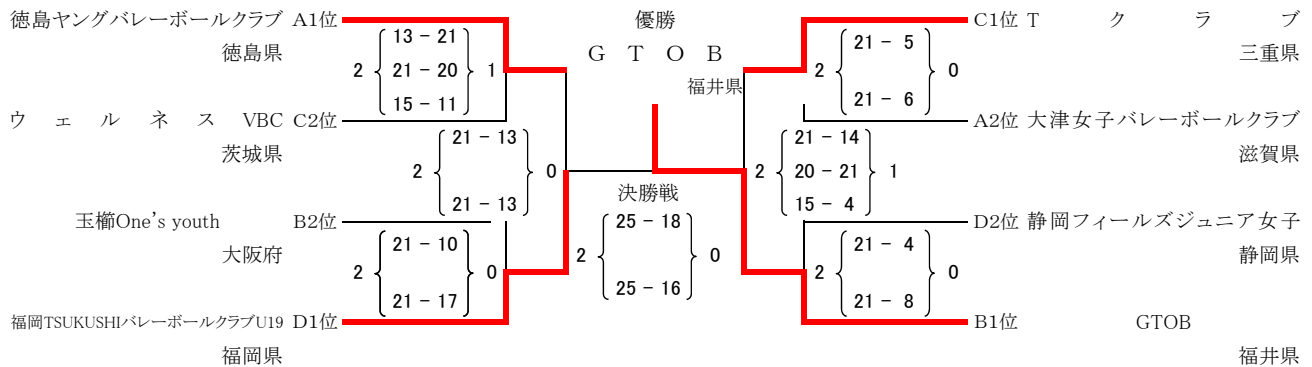 徳島ヤングバレーボールクラブ A1位
徳島県
13 - 21
2 21 - 20 1
15 - 11
ウェルネス VBC C2位
茨城県
21 - 13
2 0
21 - 13
玉櫛One's youth B2位
大阪府
21 - 10
2 0
21 - 17
福岡TSUKUSHIバレーボールクラブU19 D1位
福岡県
優勝
GTOB
福井県
決勝戦
25 - 18
2 0
25 - 16
C1位 Tクラブ
三重県
21 - 5
2 0
21 - 6
A2位 大津女子バレーボールクラブ
滋賀県
21 - 14
2 20 - 21 1
15 - 4
D2位 静岡フィールズジュニア女子
静岡県
21 - 4
2 0
21 - 8
B1位 GTOB
福井県